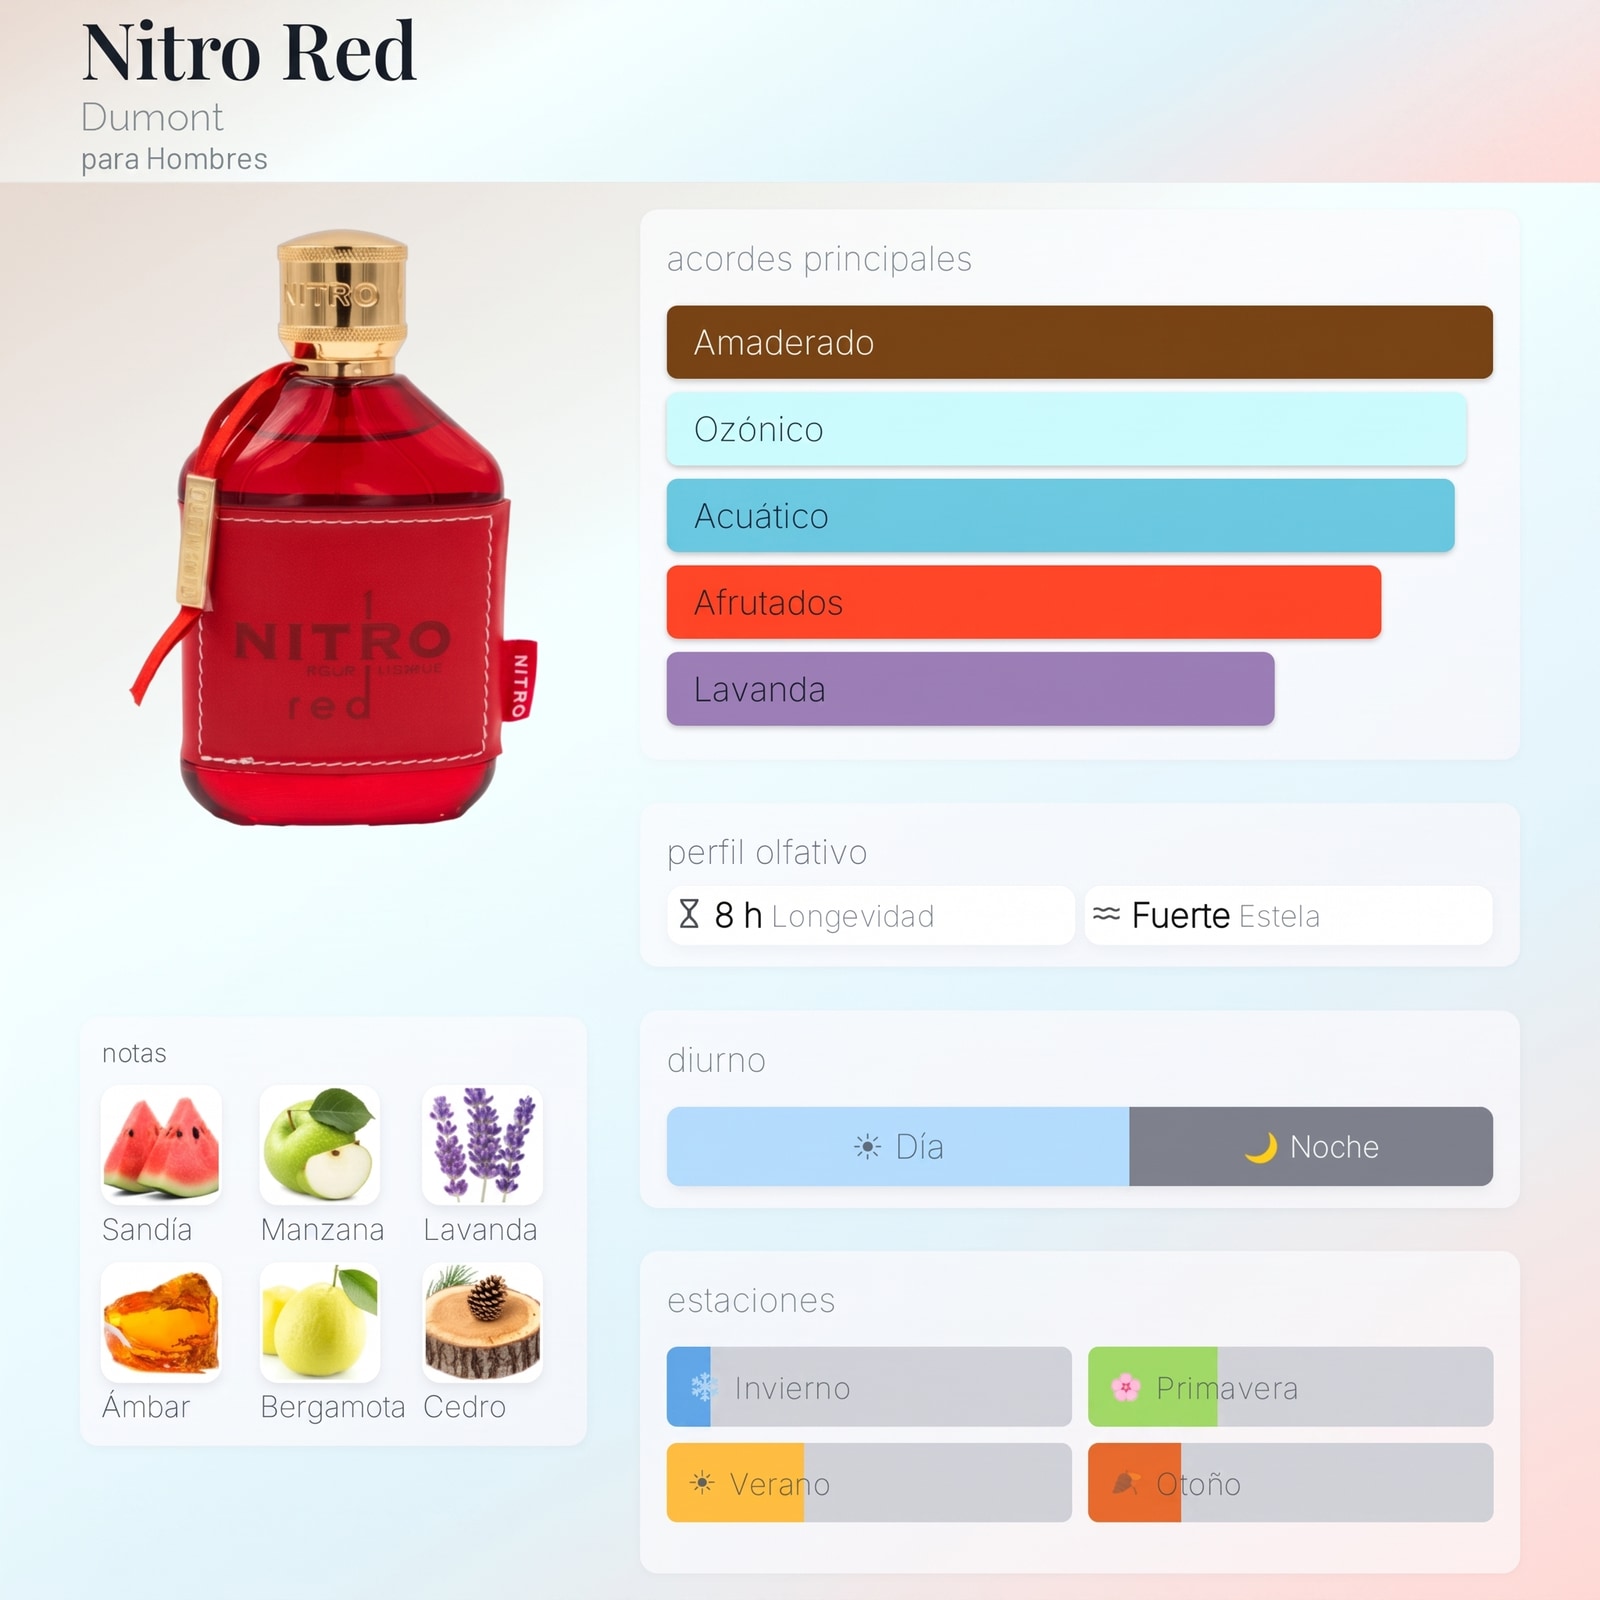 Nitro Red
Dumont
para Hombres
NITRO
NITRO
red
NITRO
acordes principales
Amaderado
Ozónico
Acuático
Afrutados
Lavanda
perfil olfativo
8 h Longevidad
Fuerte Estela
diurno
Día
Noche
estaciones
Invierno
Primavera
Verano
Otoño
notas
Sandía
Manzana
Lavanda
Ámbar
Bergamota
Cedro